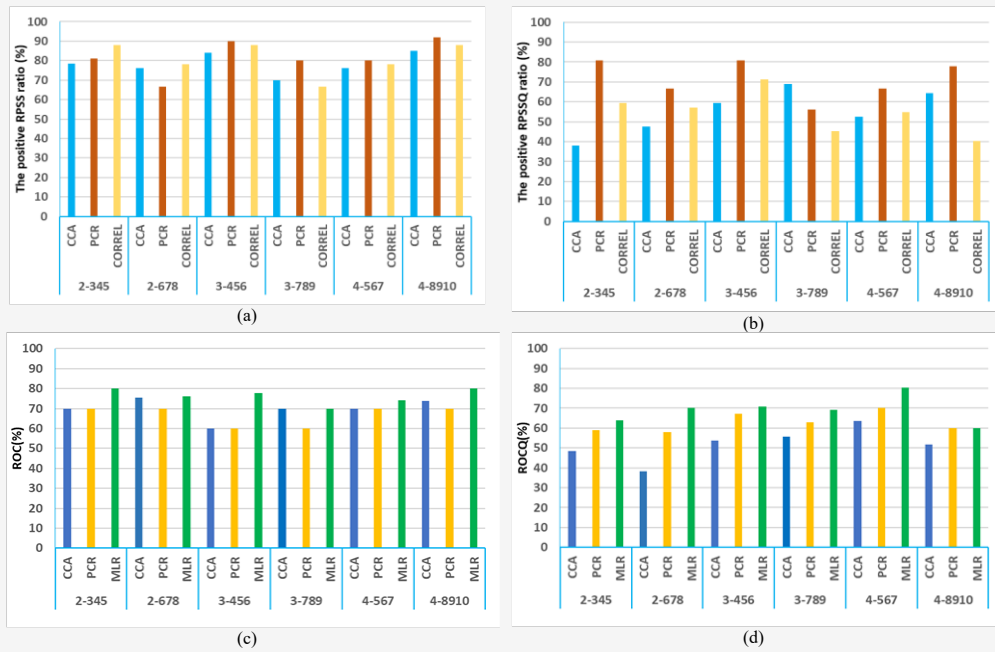 The positive RPSS ratio (%)
100
90
80
70
60
50
40
30
20
10
0
CCA PCR CORREL CCA PCR CORREL CCA PCR CORREL CCA PCR CORREL CCA PCR CORREL CCA PCR CORREL
2-345 2-678 3-456 3-789 4-567 4-8910
(a)
The positive RPSSQ ratio (%)
100
90
80
70
60
50
40
30
20
10
0
CCA PCR CORREL CCA PCR CORREL CCA PCR CORREL CCA PCR CORREL CCA PCR CORREL CCA PCR CORREL
2-345 2-678 3-456 3-789 4-567 4-8910
(b)
ROC(%)
100
90
80
70
60
50
40
30
20
10
0
CCA PCR MLR CCA PCR MLR CCA PCR MLR CCA PCR MLR CCA PCR MLR CCA PCR MLR
2-345 2-678 3-456 3-789 4-567 4-8910
(c)
ROCQ(%)
100
90
80
70
60
50
40
30
20
10
0
CCA PCR MLR CCA PCR MLR CCA PCR MLR CCA PCR MLR CCA PCR MLR CCA PCR MLR
2-345 2-678 3-456 3-789 4-567 4-8910
(d)